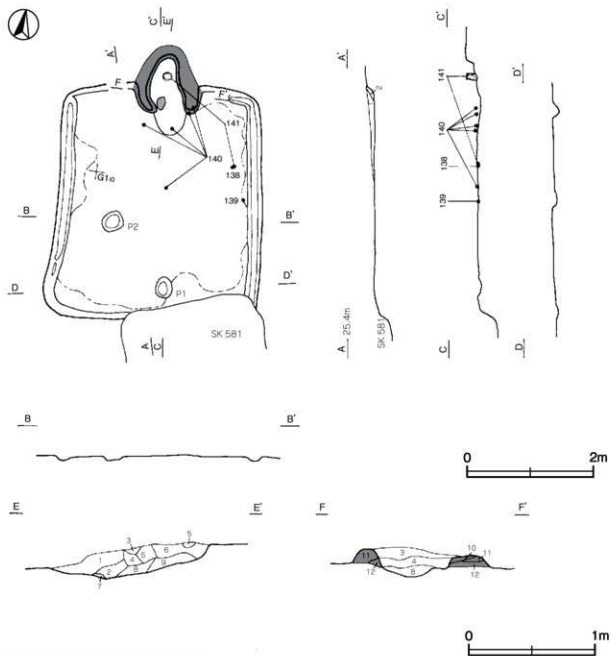 C' E'
A'
F F'
141
140
G1i0
138
139
B B'
P2
D D'
P1
SK 581
A C
E
A'
2
A 25.4m
SK 581
C'
141
140
138
139
C
D'
D
B B'
0 2m
E E'
3 5
1 4 5 6
2 8 9
7
F F'
11 3 10 11
4
12 8 12
0 1m